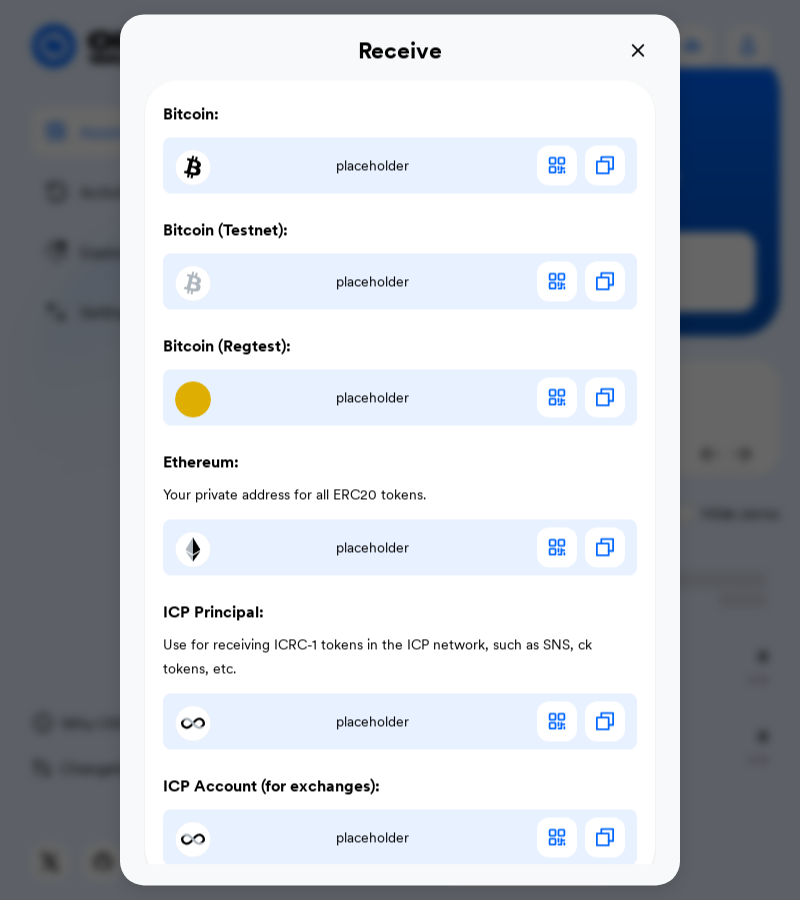 Receive
Bitcoin:
placeholder
Bitcoin (Testnet):
placeholder
Bitcoin (Regtest):
placeholder
Ethereum:
Your private address for all ERC20 tokens.
placeholder
ICP Principal:
Use for receiving ICRC-1 tokens in the ICP network, such as SNS, ck
tokens, etc.
placeholder
ICP Account (for exchanges):
placeholder